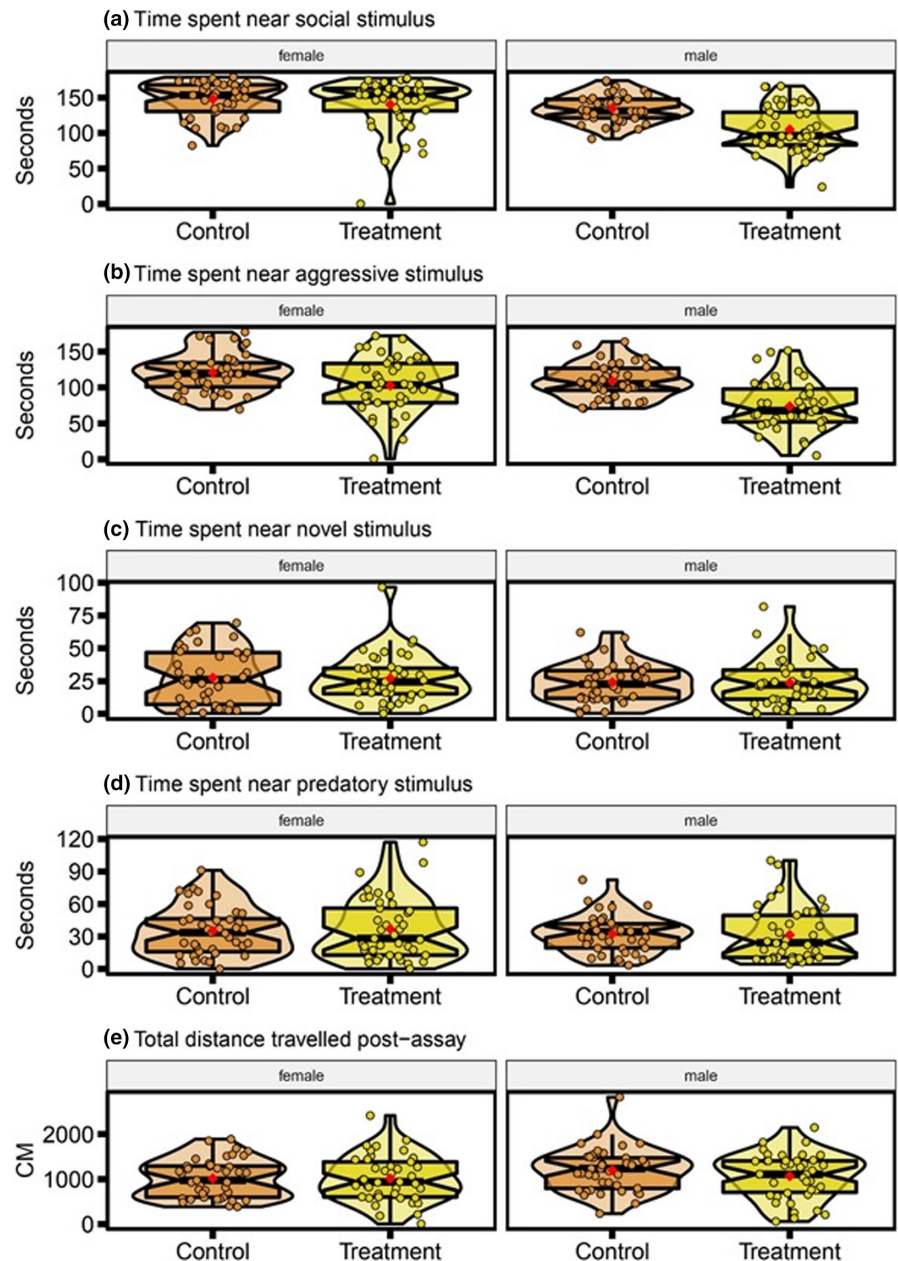 (a) Time spent near social stimulus
female male
Seconds
150
100
50
0
Control Treatment Control Treatment
(b) Time spent near aggressive stimulus
female male
Seconds
150
100
50
0
Control Treatment Control Treatment
(c) Time spent near novel stimulus
female male
Seconds
100
75
50
25
0
Control Treatment Control Treatment
(d) Time spent near predatory stimulus
female male
Seconds
120
90
60
30
0
Control Treatment Control Treatment
(e) Total distance travelled post−assay
female male
CM
2000
1000
0
Control Treatment Control Treatment